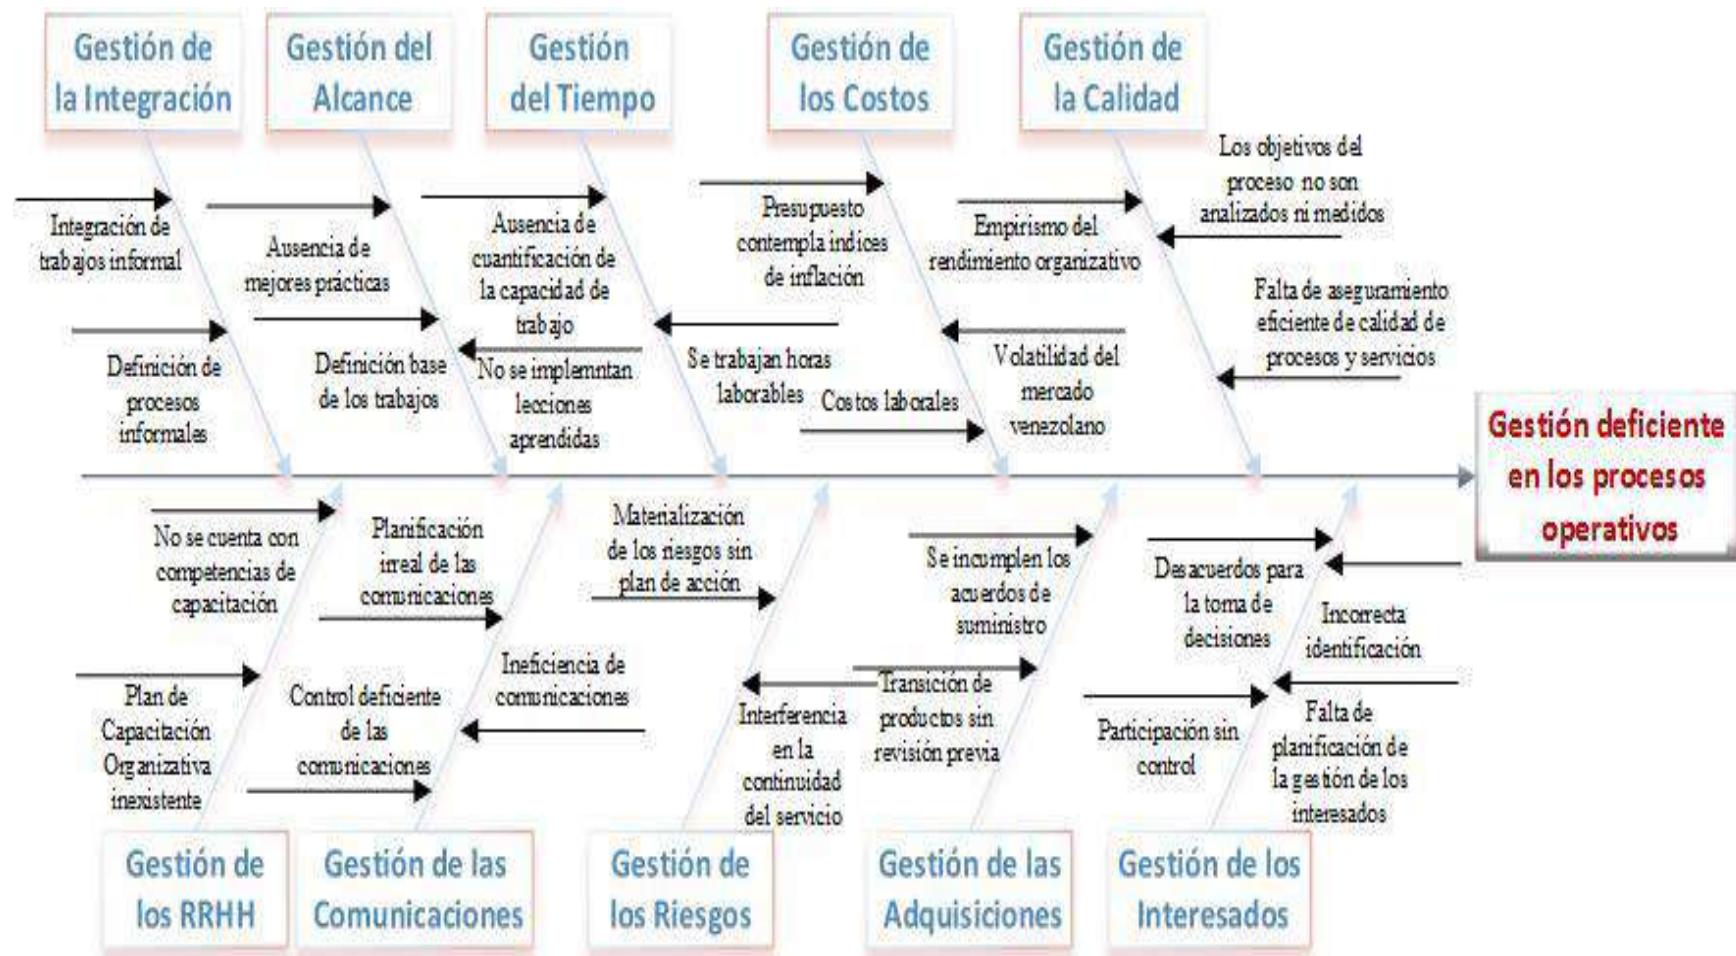 Gestión de
la Integración
Gestión del
Alcance
Gestión
del Tiempo
Gestión de
los Costos
Gestión de
la Calidad
Integración de
trabajos informal
Definición de
procesos
informales
Ausencia de
mejores prácticas
Definición base
de los trabajos
No se implemntan
lecciones
aprendidas
Ausencia de
cuantificación de
la capacidad de
trabajo
Se trabajan horas
laborables
Presupuesto
contempla indices
de inflación
Costos laborales
Volatilidad del
mercado
venezolano
Empirismo del
rendimiento organizativo
Los objetivos del
proceso no son
analizados ni medidos
Falta de aseguramiento
eficiente de calidad de
procesos y servicios
Gestión deficiente
en los procesos
operativos
No se cuenta con
competencias de
capacitación
Plan de
Capacitación
Organizativa
inexistente
Planificación
irreal de las
comunicaciones
Control deficiente
de las
comunicaciones
Ineficiencia de
comunicaciones
Materialización
de los riesgos sin
plan de acción
Interferencia
en la
continuidad
del servicio
Se incumplen los
acuerdos de
suministro
Transición de
productos sin
revisión previa
Desacuerdos para
la toma de
decisiones
Participación sin
control
Incorrecta
identificación
Falta de
planificación de
la gestión de los
interesados
Gestión de
los RRHH
Gestión de las
Comunicaciones
Gestión de
los Riesgos
Gestión de las
Adquisiciones
Gestión de los
Interesados